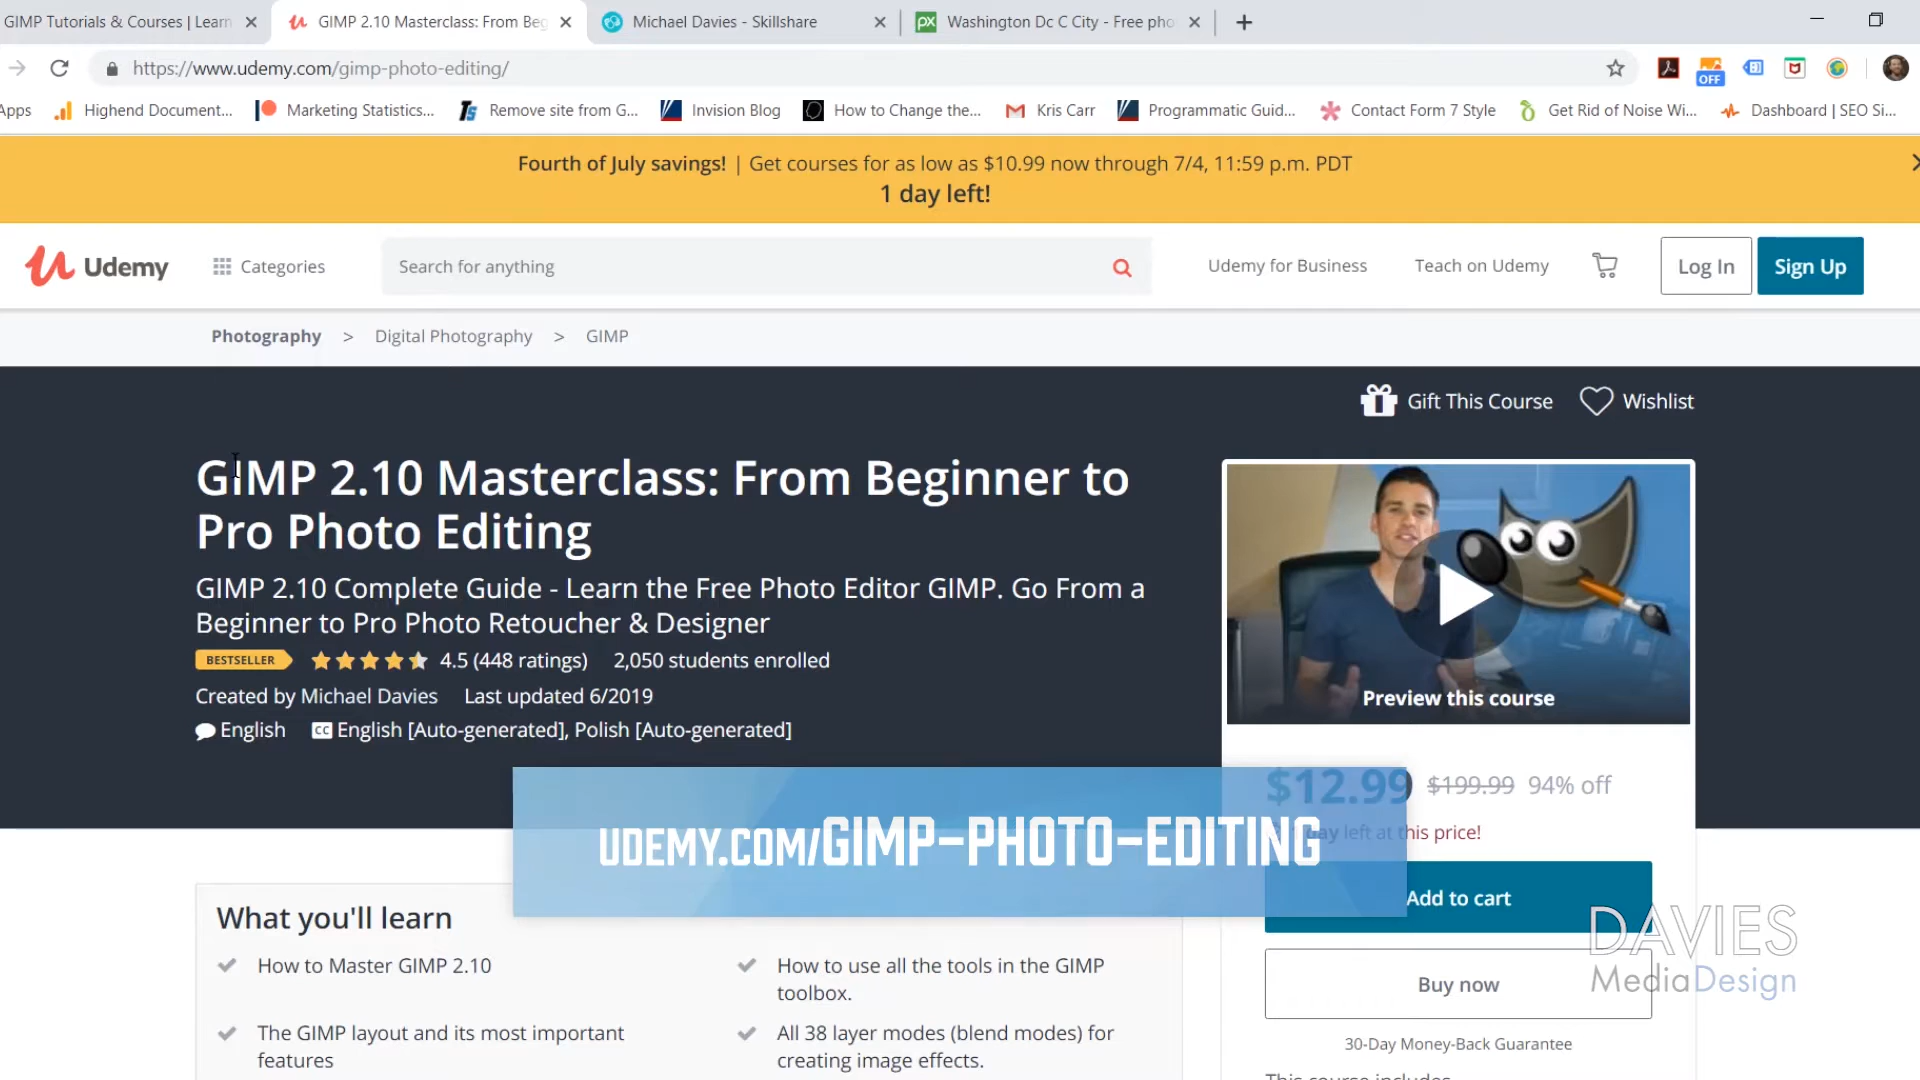 GIMP Tutorials & Courses | Learn
GIMP 2.10 Masterclass: From Beg
Michael Davies - Skillshare
Washington Dc C City - Free pho
https://www.udemy.com/gimp-photo-editing/
OFF
Apps
Highend Document...
Marketing Statistics...
Remove site from G...
Invision Blog
How to Change the...
Kris Carr
Programmatic Guid...
Contact Form 7 Style
Get Rid of Noise Wi...
Dashboard | SEO Si...
Fourth of July savings! | Get courses for as low as $10.99 now through 7/4, 11:59 p.m. PDT
1 day left!
Udemy
Categories
Search for anything
Udemy for Business
Teach on Udemy
Log In
Sign Up
Photography > Digital Photography > GIMP
Gift This Course
Wishlist
GIMP 2.10 Masterclass: From Beginner to
Pro Photo Editing
GIMP 2.10 Complete Guide - Learn the Free Photo Editor GIMP. Go From a
Beginner to Pro Photo Retoucher & Designer
BESTSELLER
4.5 (448 ratings)
2,050 students enrolled
Created by Michael Davies
Last updated 6/2019
English
CC English [Auto-generated], Polish [Auto-generated]
Preview this course
$12.99 $199.99 94% off
day left at this price!
UDEMY.COM/GIMP-PHOTO-EDITING
Add to cart
DAVIES
MediaDesign
Buy now
30-Day Money-Back Guarantee
What you'll learn
How to Master GIMP 2.10
How to use all the tools in the GIMP
toolbox.
The GIMP layout and its most important
features
All 38 layer modes (blend modes) for
creating image effects.
This course includes